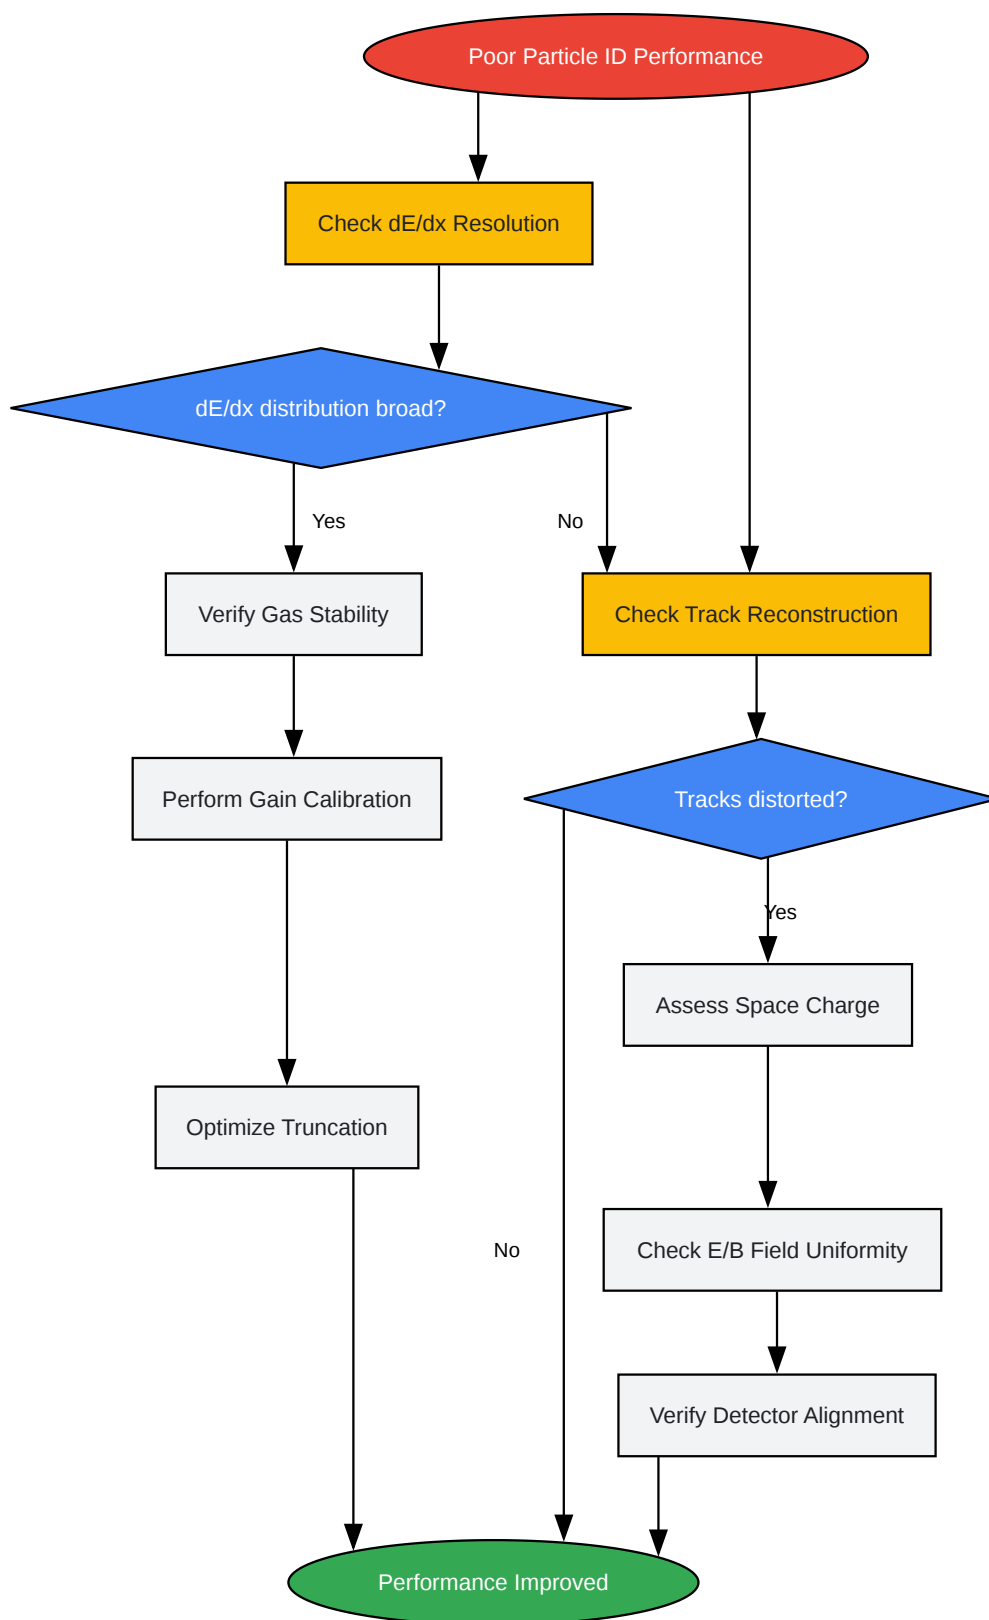 Poor Particle ID Performance
Check dE/dx Resolution
dE/dx distribution broad?
Yes
No
Verify Gas Stability
Check Track Reconstruction
Perform Gain Calibration
Tracks distorted?
Yes
Assess Space Charge
Optimize Truncation
No
Check E/B Field Uniformity
Verify Detector Alignment
Performance Improved